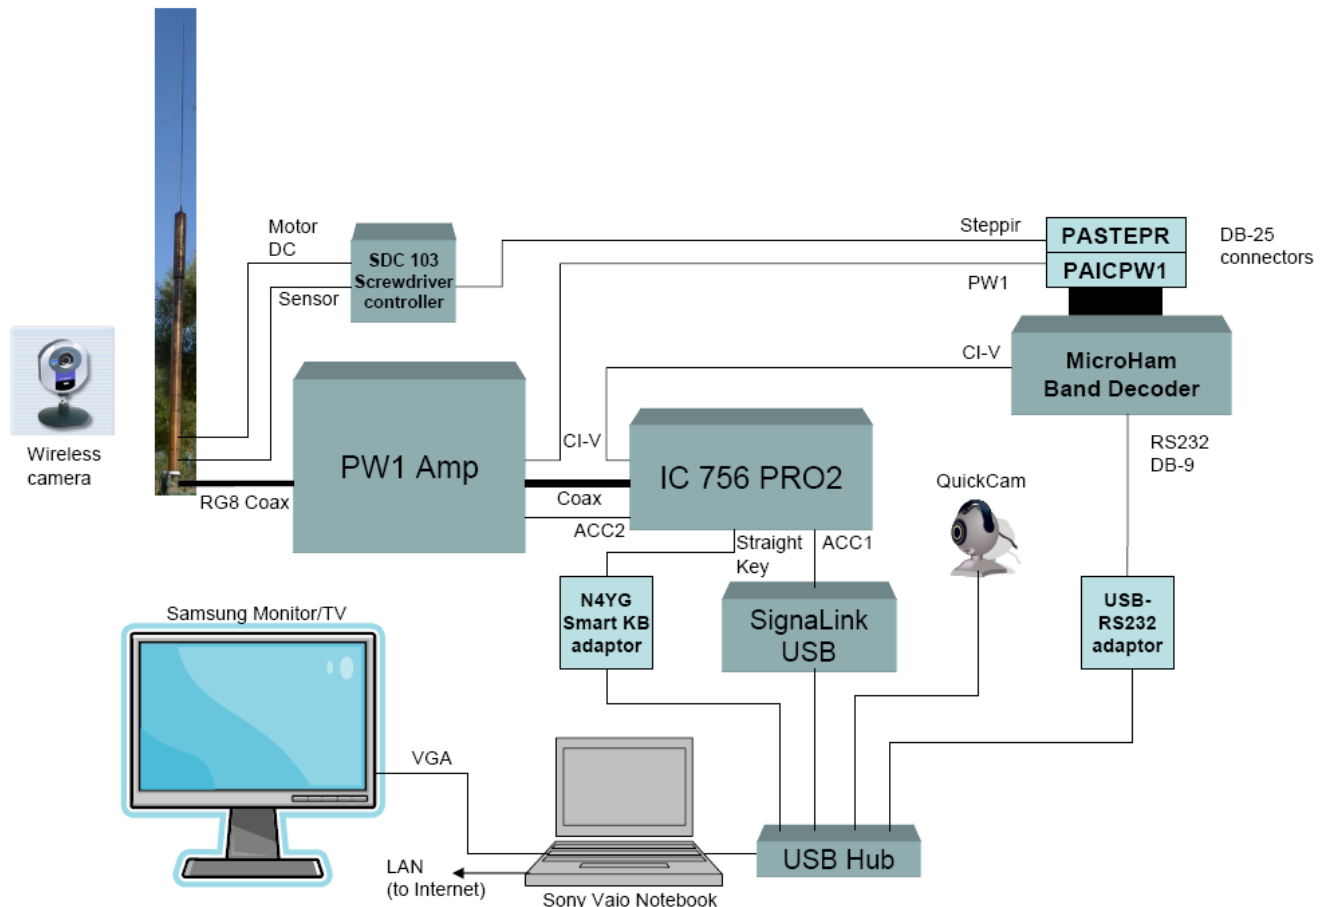 Motor
DC
SDC 103
Screwdriver
controller
Sensor
Steppir
PASTEPR
PAICPW1
DB-25
connectors
PW1
CI-V
MicroHam
Band Decoder
Wireless
camera
PW1 Amp
CI-V
IC 756 PRO2
RG8 Coax
Coax
ACC2
RS232
DB-9
QuickCam
Straight
Key
ACC1
N4YG
Smart KB
adaptor
SignaLink
USB
USB-
RS232
adaptor
Samsung Monitor/TV
VGA
LAN
(to Internet)
Sony Vaio Notebook
USB Hub